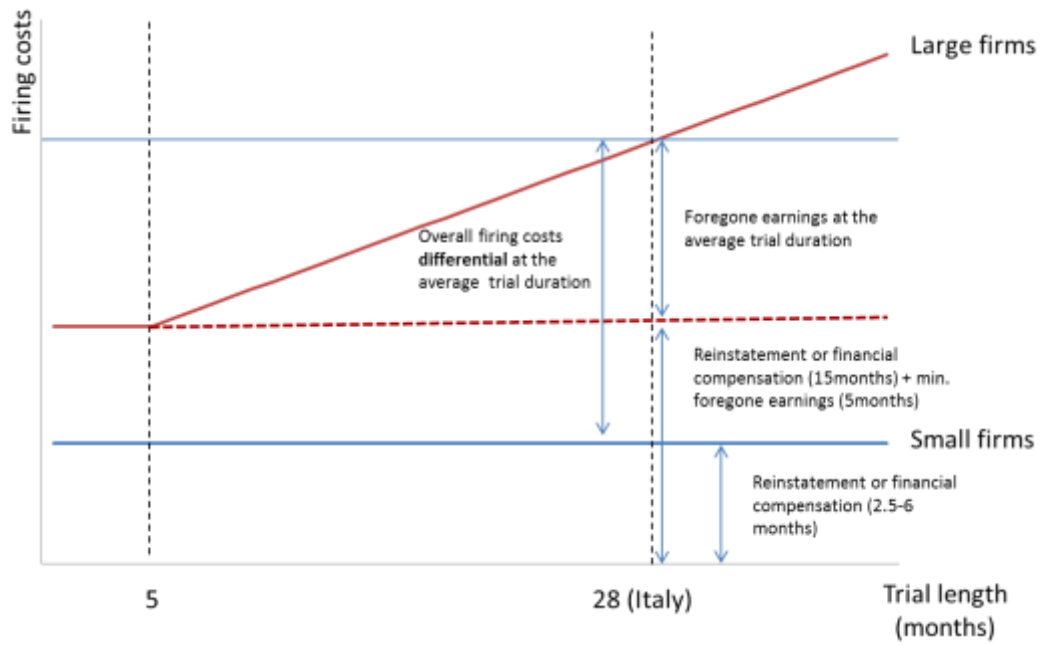 Firing costs
Large firms
Foregone earnings at the
average trial duration
Overall firing costs
differential at the
average trial duration
Reinstatement or financial
compensation (15months) + min.
foregone earnings (5months)
Small firms
Reinstatement or financial
compensation (2.5-6
months)
5
28 (Italy)
Trial length
(months)